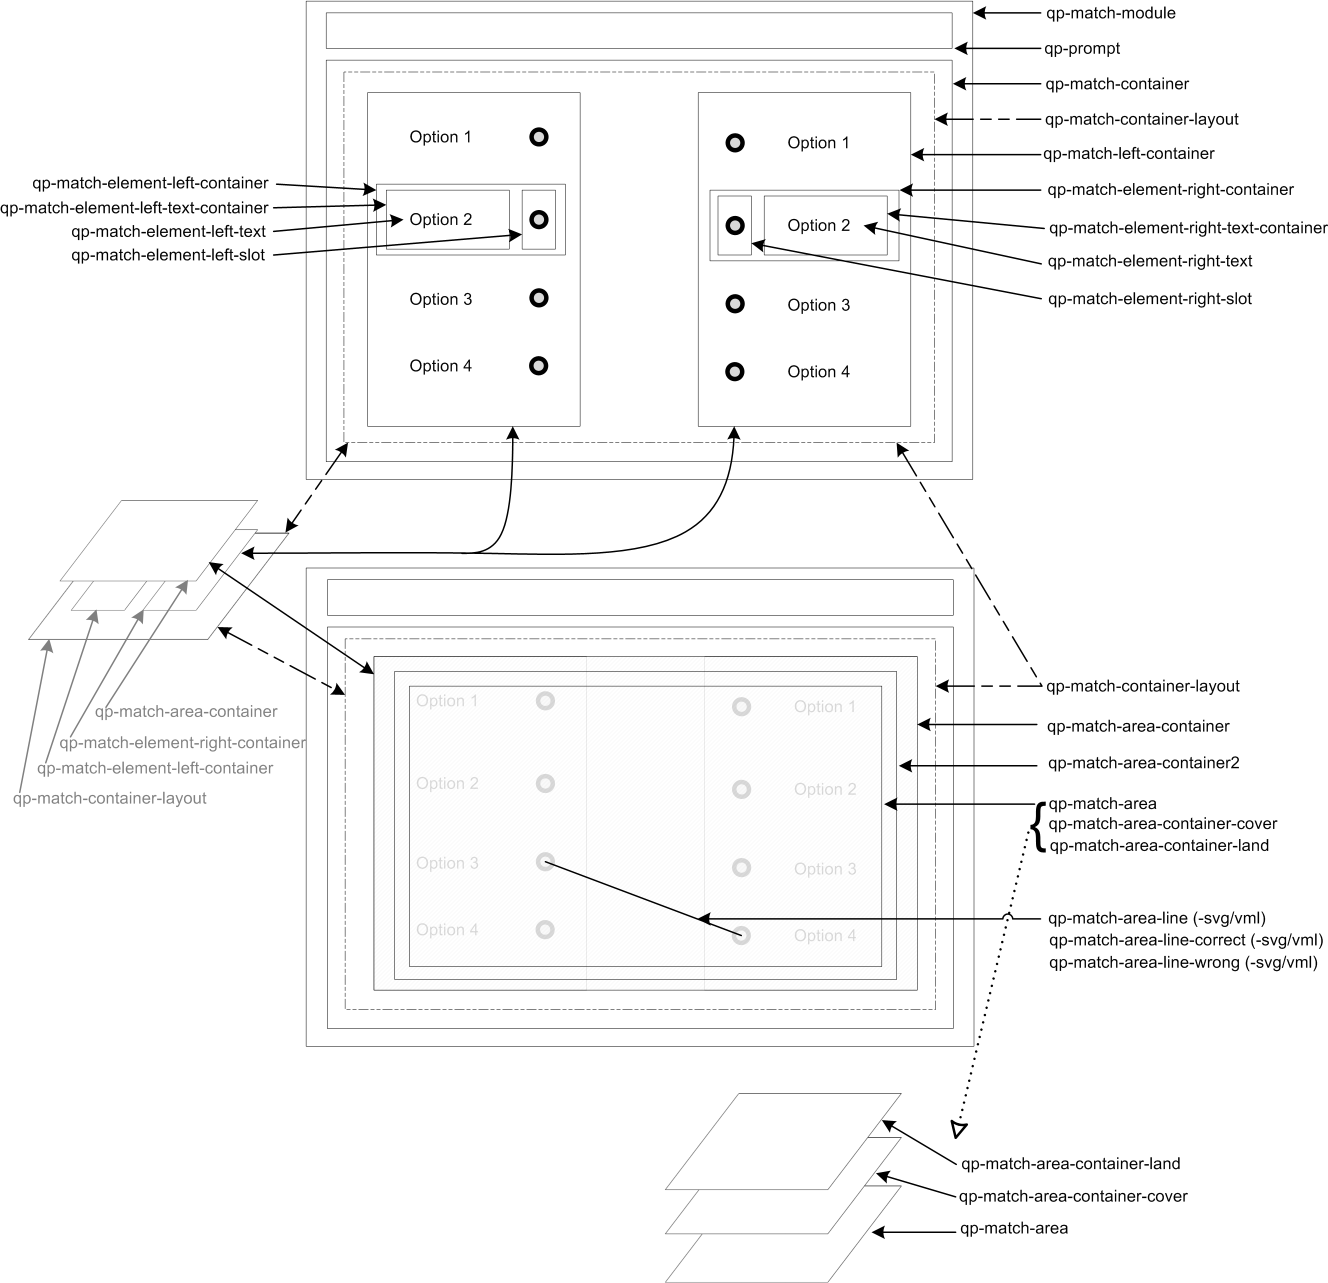 qp-match-module
qp-prompt
qp-match-container
qp-match-container-layout
qp-match-left-container
Option 1
Option 1
qp-match-element-left-container
qp-match-element-left-text-container
qp-match-element-left-text
qp-match-element-left-slot
Option 2
Option 2
qp-match-element-right-container
qp-match-element-right-text-container
qp-match-element-right-text
qp-match-element-right-slot
Option 3
Option 3
Option 4
Option 4
qp-match-area-container
qp-match-element-right-container
qp-match-element-left-container
qp-match-container-layout
Option 1
Option 1
Option 2
Option 2
Option 3
Option 3
Option 4
Option 4
qp-match-container-layout
qp-match-area-container
qp-match-area-container2
qp-match-area
qp-match-area-container-cover
qp-match-area-container-land
qp-match-area-line (-svg/vml)
qp-match-area-line-correct (-svg/vml)
qp-match-area-line-wrong (-svg/vml)
qp-match-area-container-land
qp-match-area-container-cover
qp-match-area